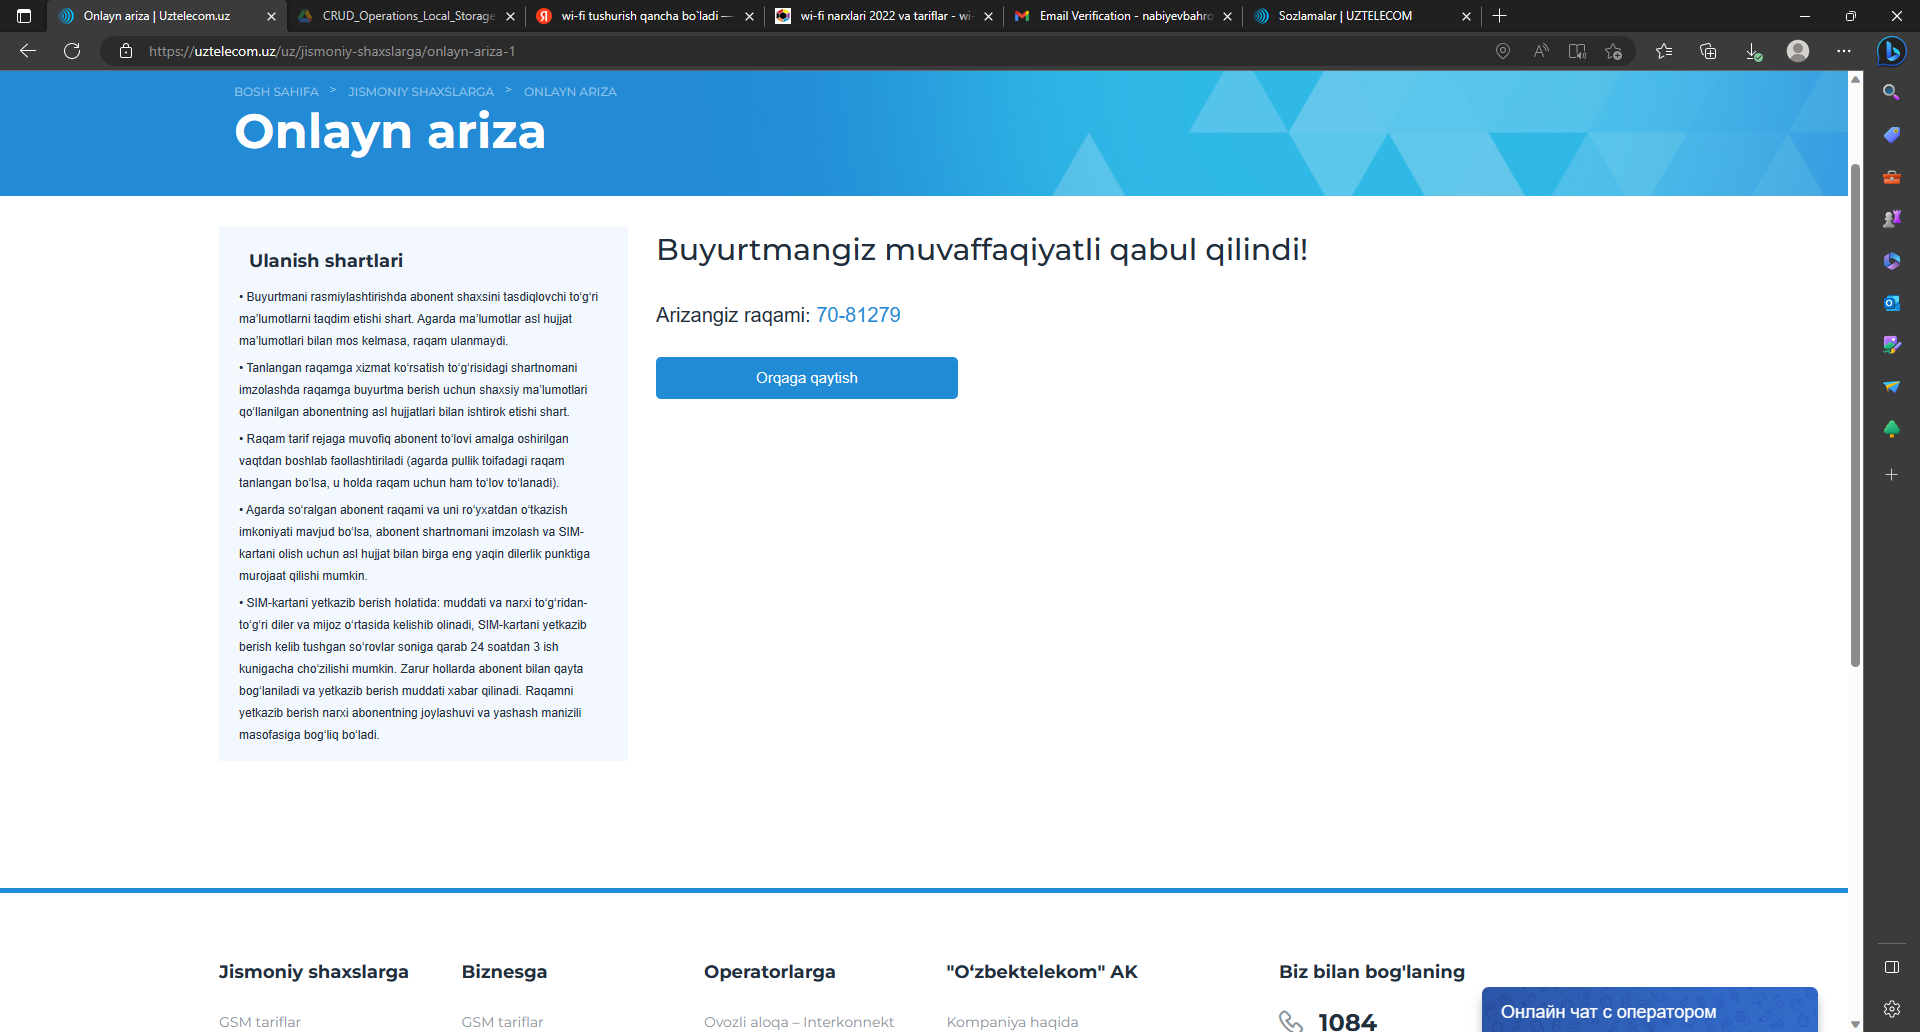 Onlayn ariza | Uztelecom.uz
CRUD_Operations_Local_Storage
wi-fi tushurish qancha bo`ladi —
wi-fi narxlari 2022 va tariflar - wi-
Email Verification - nabiyevbahro
Sozlamalar | UZTELECOM
https://uztelecom.uz/uz/jismoniy-shaxslarga/onlayn-ariza-1
BOSH SAHIFA > JISMONIY SHAXSLARGA > ONLAYN ARIZA
Onlayn ariza
Ulanish shartlari
• Buyurtmani rasmiylashtirishda abonent shaxsini tasdiqlovchi to‘g‘ri
ma’lumotlarni taqdim etishi shart. Agarda ma’lumotlar asl hujjat
ma’lumotlari bilan mos kelmasa, raqam ulanmaydi.
• Tanlangan raqamga xizmat ko‘rsatish to‘g‘risidagi shartnomani
imzolashda raqamga buyurtma berish uchun shaxsiy ma’lumotlari
qo‘llanilgan abonentning asl hujjatlari bilan ishtirok etishi shart.
• Raqam tarif rejaga muvofiq abonent to‘lovi amalga oshirilgan
vaqtdan boshlab faollashtiriladi (agarda pullik toifadagi raqam
tanlangan bo‘lsa, u holda raqam uchun ham to‘lov to‘lanadi).
• Agarda so‘ralgan abonent raqami va uni ro‘yxatdan o‘tkazish
imkoniyati mavjud bo‘lsa, abonent shartnomani imzolash va SIM-
kartani olish uchun asl hujjat bilan birga eng yaqin dilerlik punktiga
murojaat qilishi mumkin.
• SIM-kartani yetkazib berish holatida: muddati va narxi to‘g‘ridan-
to‘g‘ri diler va mijoz o‘rtasida kelishib olinadi, SIM-kartani yetkazib
berish kelib tushgan so‘rovlar soniga qarab 24 soatdan 3 ish
kunigacha cho‘zilishi mumkin. Zarur hollarda abonent bilan qayta
bog‘laniladi va yetkazib berish muddati xabar qilinadi. Raqamni
yetkazib berish narxi abonentning joylashuvi va yashash manizili
masofasiga bog‘liq bo‘ladi.
Buyurtmangiz muvaffaqiyatli qabul qilindi!
Arizangiz raqami: 70-81279
Orqaga qaytish
Jismoniy shaxslarga
GSM tariflar
Biznesga
GSM tariflar
Operatorlarga
Ovozli aloqa – Interkonnekt
"O‘zbektelekom" AK
Kompaniya haqida
Biz bilan bog'laning
1084
Онлайн чат с оператором